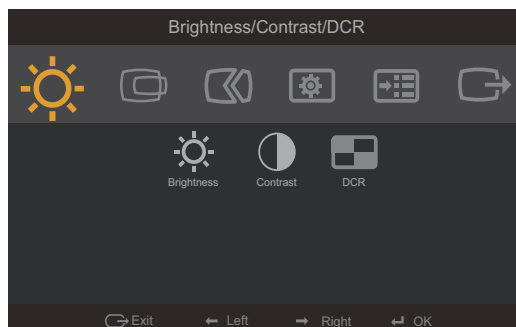 Brightness/Contrast/DCR
Brightness Contrast DCR
Exit Left Right OK